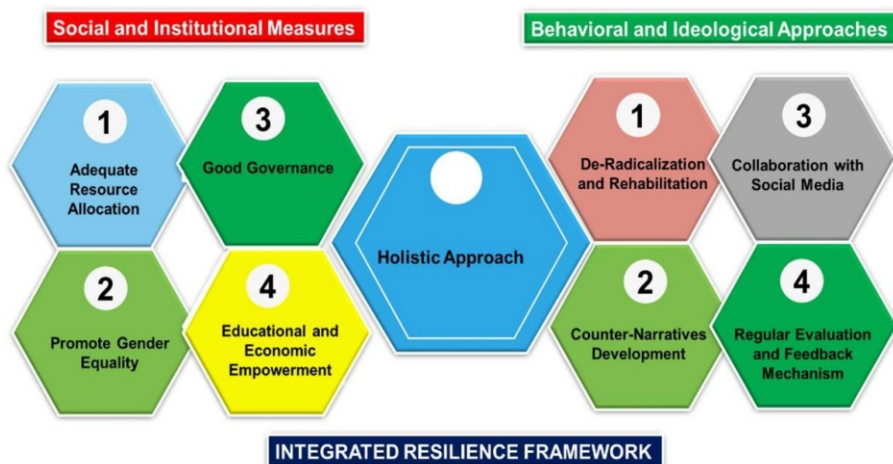 Social and Institutional Measures
Behavioral and Ideological Approaches
1
Adequate
Resource
Allocation
3
Good Governance
2
Promote Gender
Equality
4
Educational and
Economic
Empowerment
Holistic Approach
1
De-Radicalization
and Rehabilitation
3
Collaboration with
Social Media
2
Counter-Narratives
Development
4
Regular Evaluation
and Feedback
Mechanism
INTEGRATED RESILIENCE FRAMEWORK